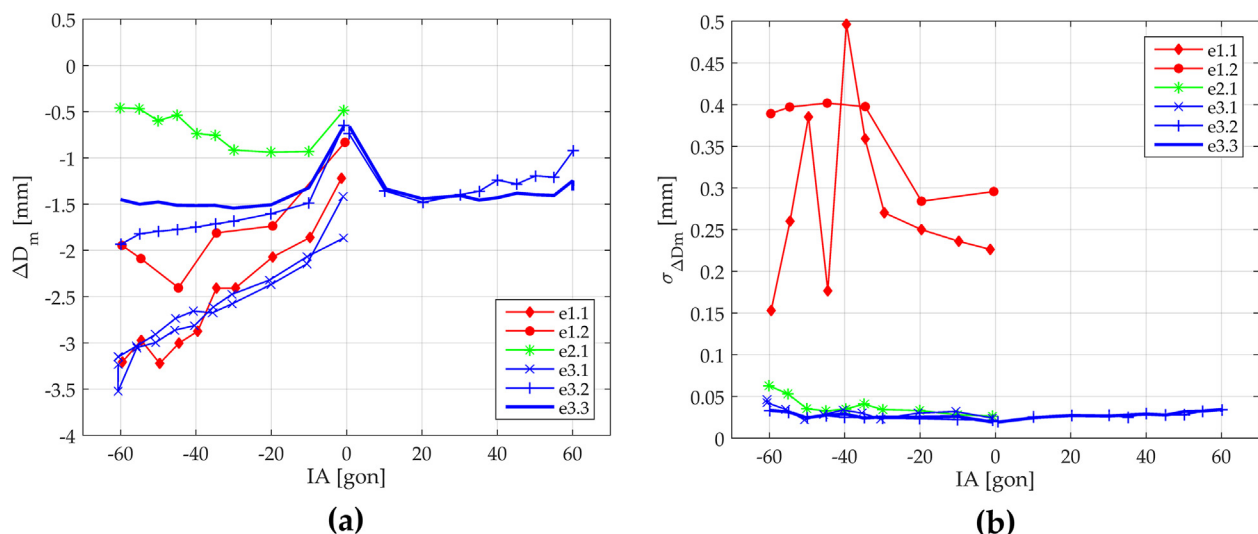 0.5
0
-0.5
-1
-1.5
-2
-2.5
-3
-3.5
-4
ΔDm [mm]
-60 -40 -20 0 20 40 60
IA [gon]
e1.1
e1.2
e2.1
e3.1
e3.2
e3.3
(a)
0.5
0.45
0.4
0.35
0.3
0.25
0.2
0.15
0.1
0.05
0
σΔDm [mm]
-60 -40 -20 0 20 40 60
IA [gon]
e1.1
e1.2
e2.1
e3.1
e3.2
e3.3
(b)